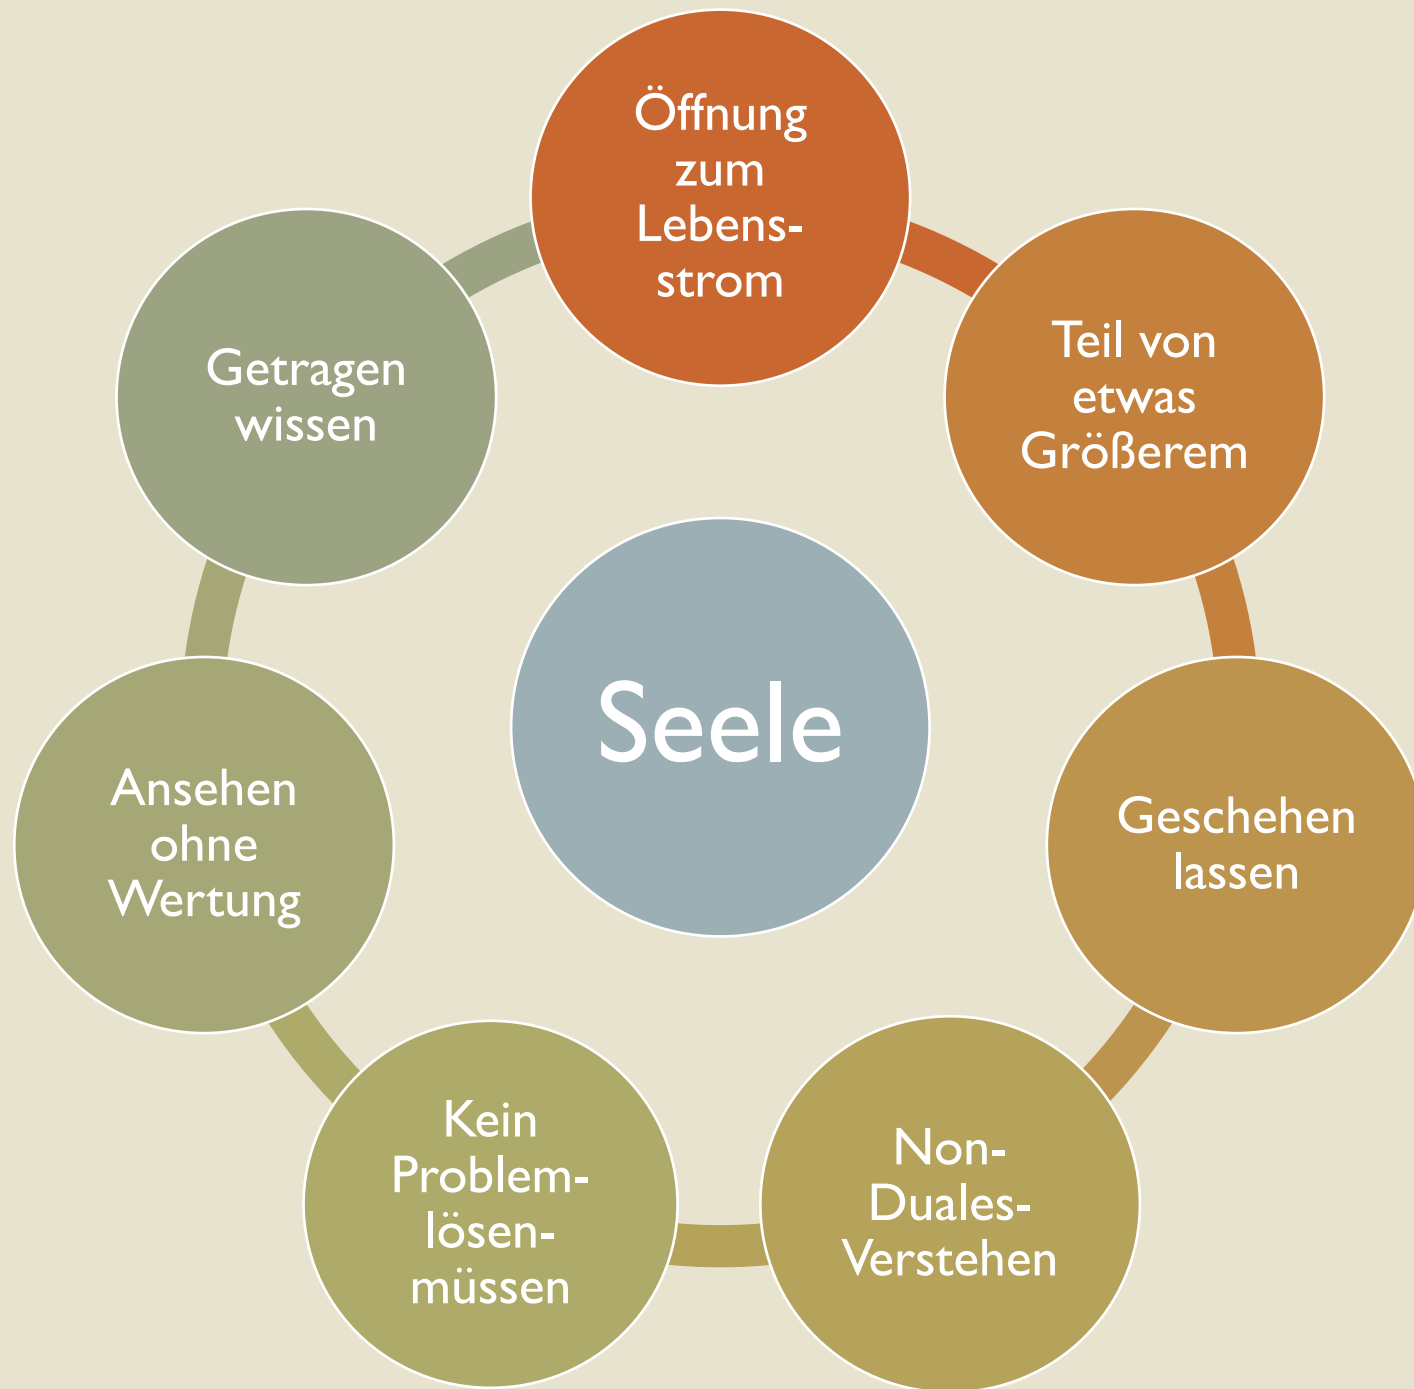 Öffnung
zum
Lebens-
strom
Teil von
etwas
Größerem
Geschehen
lassen
Non-
Duales-
Verstehen
Kein
Problem-
lösen-
müssen
Ansehen
ohne
Wertung
Getragen
wissen
Seele